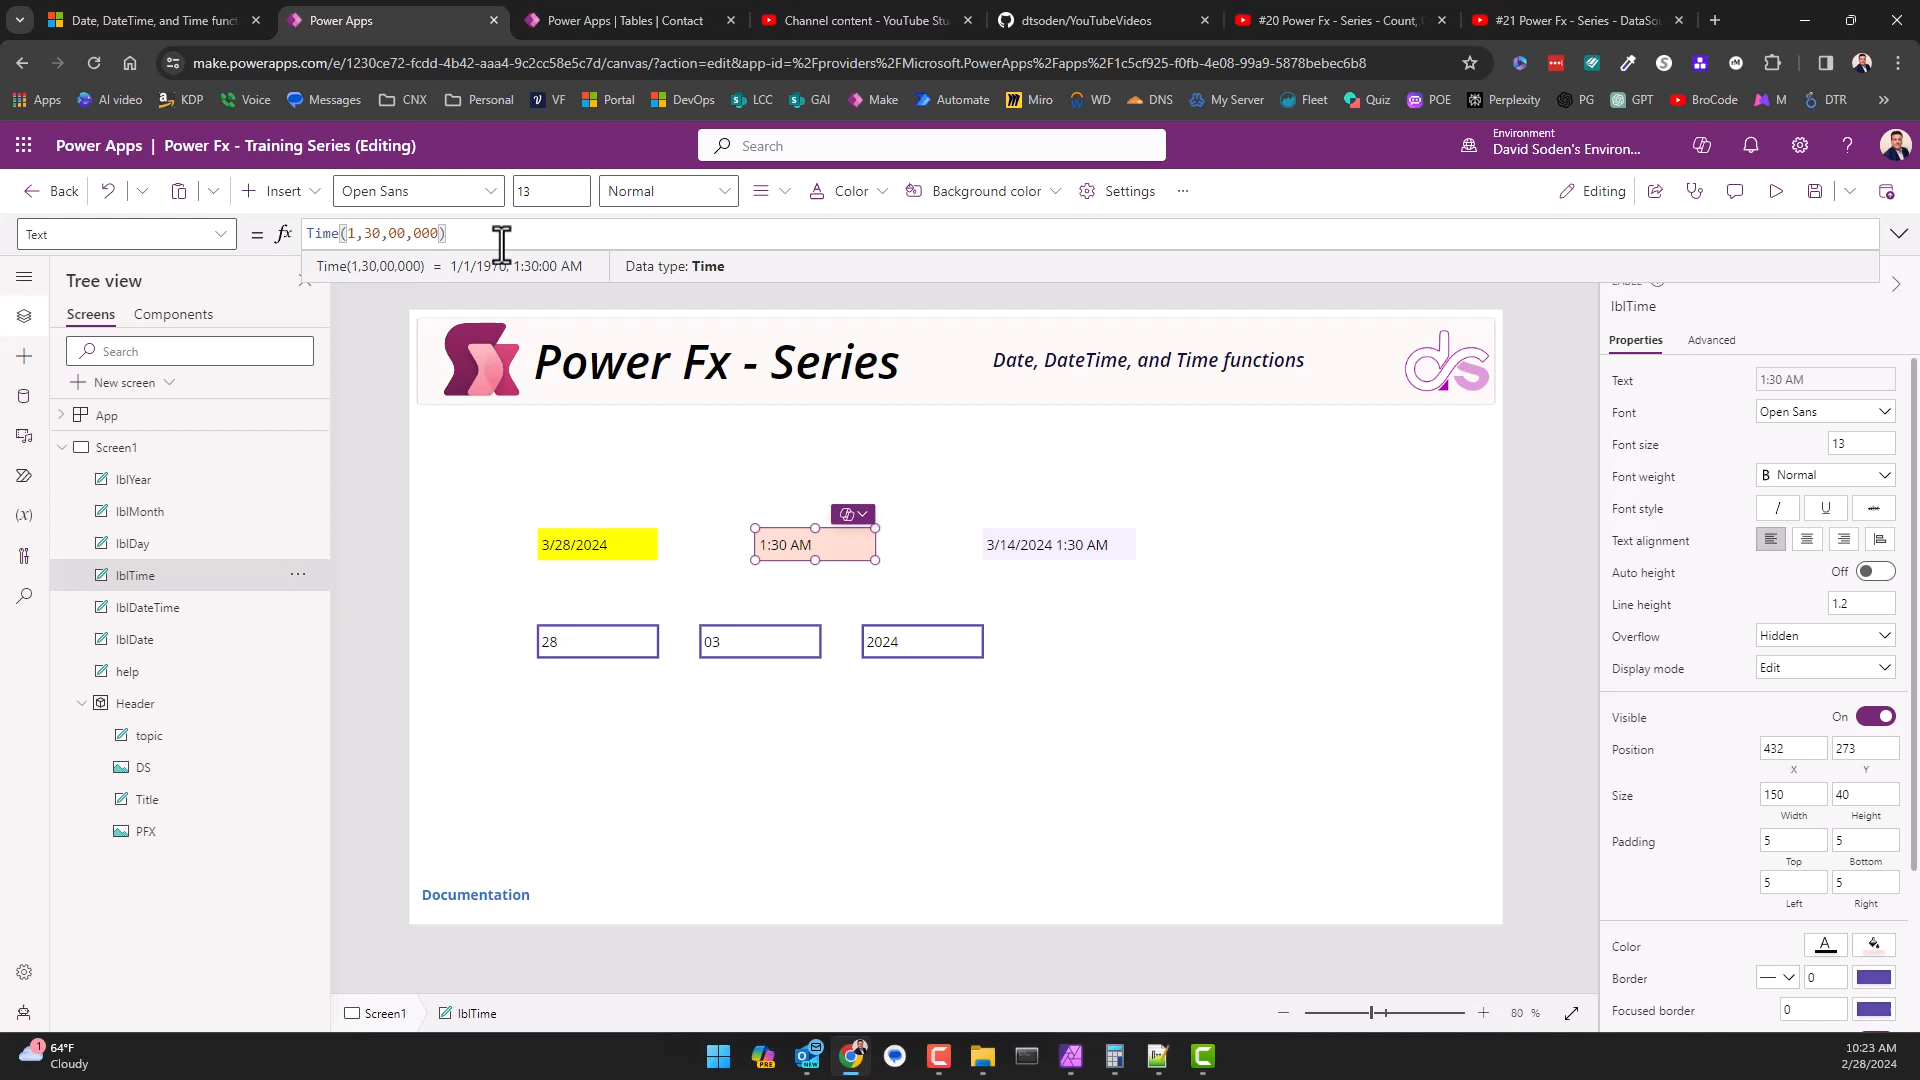 Date, DateTime, and Time funct
Power Apps
Power Apps | Tables | Contact
Channel content - YouTube Stu
dtsoden/YouTubeVideos
#20 Power Fx - Series - Count, C
#21 Power Fx - Series - DataSo
make.powerapps.com/e/1230ce72-fcdd-4b42-aaa4-9c2cc58e5c7d/canvas/?action=edit&app-id=%2Fproviders%2FMicrosoft.PowerApps%2Fapps%2F1c5cf925-f0fb-4e08-99a9-5878bebec6b8
Apps
AI video
KDP
Voice
Messages
CNX
Personal
VF
Portal
DevOps
LCC
GAI
Make
Automate
Miro
WD
DNS
My Server
Fleet
Quiz
POE
Perplexity
PG
GPT
BroCode
M
DTR
Power Apps | Power Fx - Training Series (Editing)
Search
Environment
David Soden's Environ...
Back
Insert
Open Sans
13
Normal
Color
Background color
Settings
Editing
Text
= fx
Time(1,30,00,000)
Time(1,30,00,000) = 1/1/1970, 1:30:00 AM
Data type: Time
Tree view
Screens
Components
Search
New screen
App
Screen1
lblYear
lblMonth
lblDay
lblTime
lblDateTime
lblDate
help
Header
topic
DS
Title
PFX
Power Fx - Series
Date, DateTime, and Time functions
ds
3/28/2024
1:30 AM
3/14/2024 1:30 AM
28
03
2024
Documentation
Screen1
lblTime
80 %
lblTime
Properties
Advanced
Text
1:30 AM
Font
Open Sans
Font size
13
Font weight
B Normal
Font style
/ U abc
Text alignment
Auto height
Off
Line height
1.2
Overflow
Hidden
Display mode
Edit
Visible
On
Position
432
273
X
Y
Size
150
40
Width
Height
Padding
5
5
Top
Bottom
5
5
Left
Right
Color
A
Border
0
Focused border
0
1
64°F
Cloudy
10:23 AM
2/28/2024